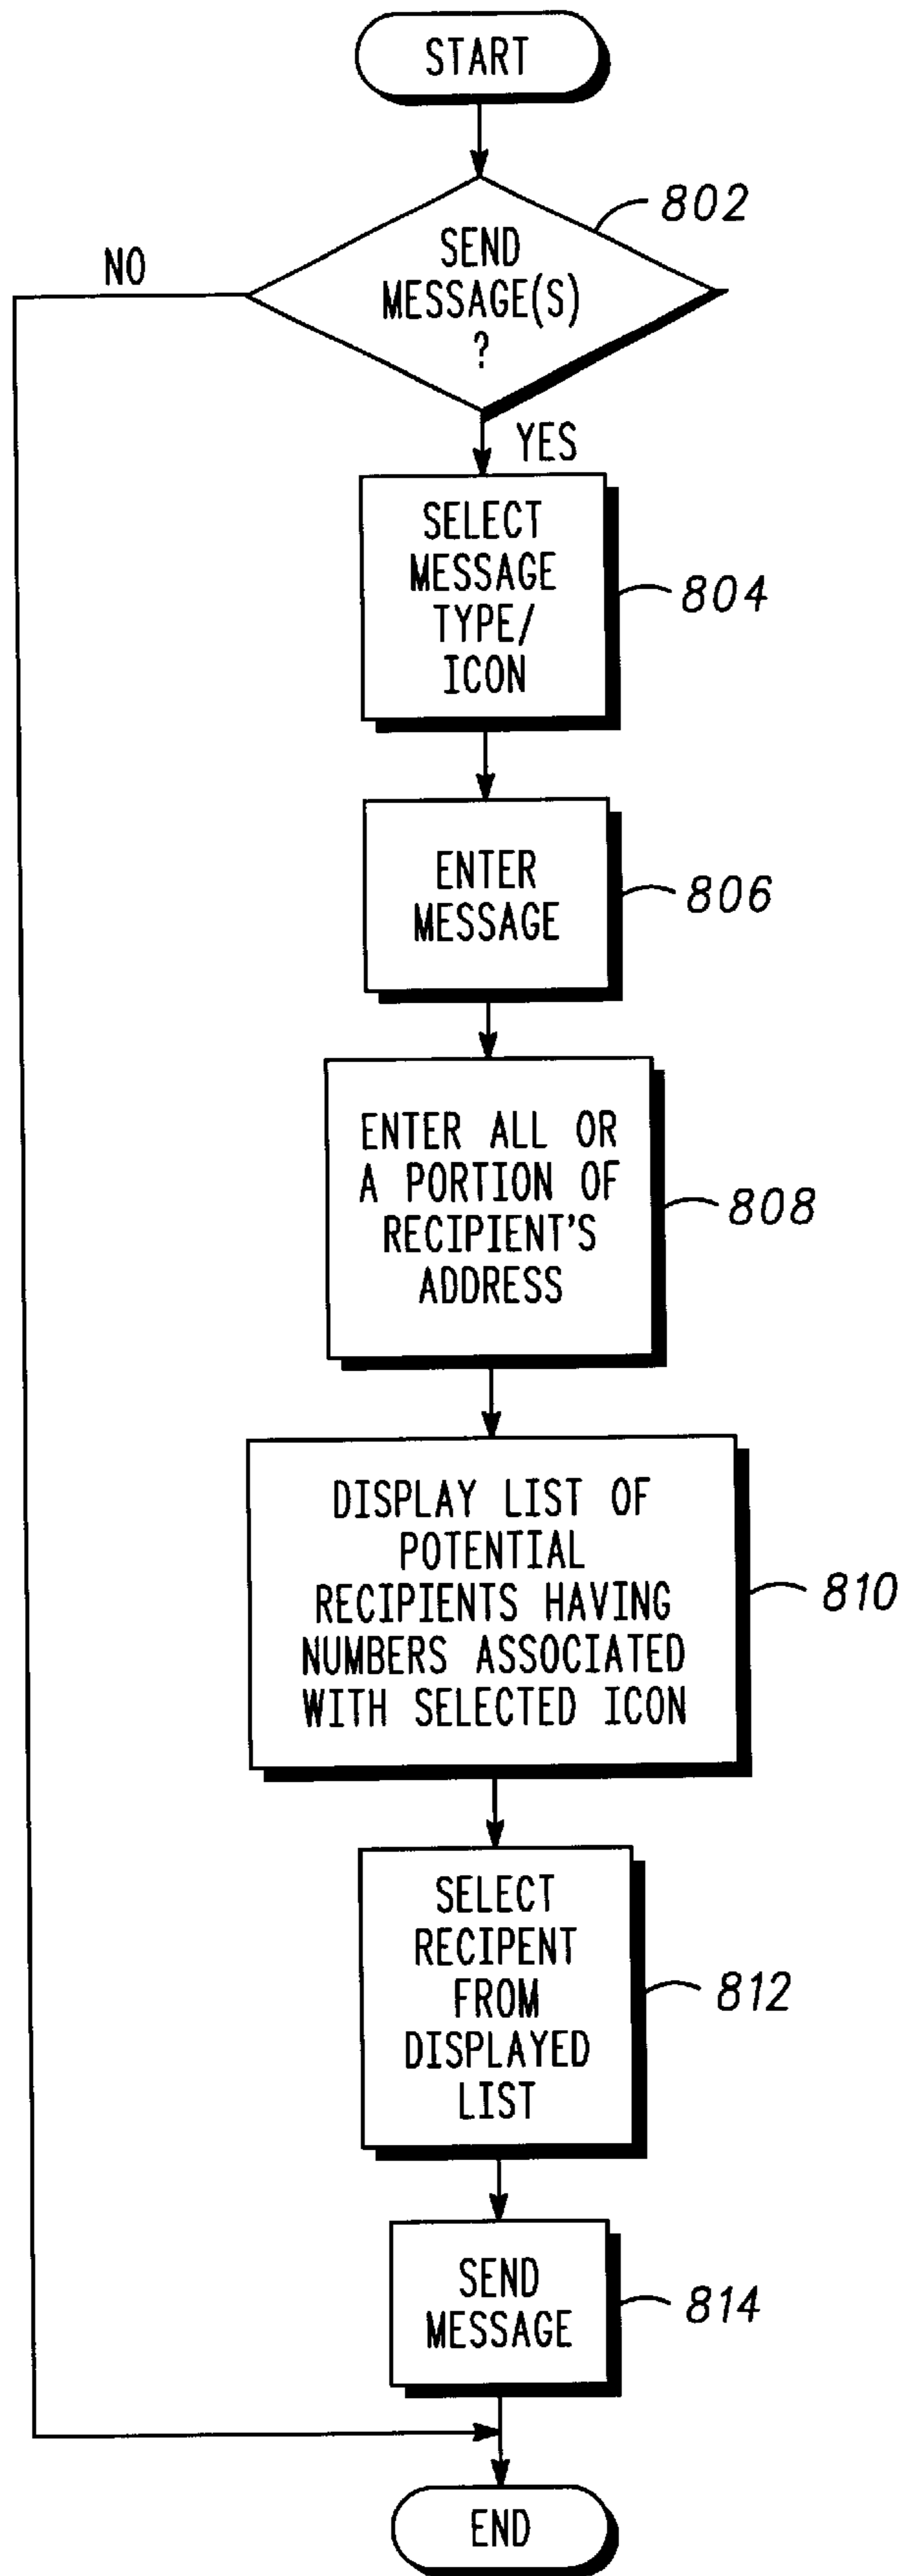 START
802
SEND
MESSAGE(S)
?
NO
YES
SELECT
MESSAGE
TYPE/
ICON
804
ENTER
MESSAGE
806
ENTER ALL OR
A PORTION OF
RECIPIENT'S
ADDRESS
808
DISPLAY LIST OF
POTENTIAL
RECIPIENTS HAVING
NUMBERS ASSOCIATED
WITH SELECTED ICON
810
SELECT
RECIPENT
FROM
DISPLAYED
LIST
812
SEND
MESSAGE
814
END